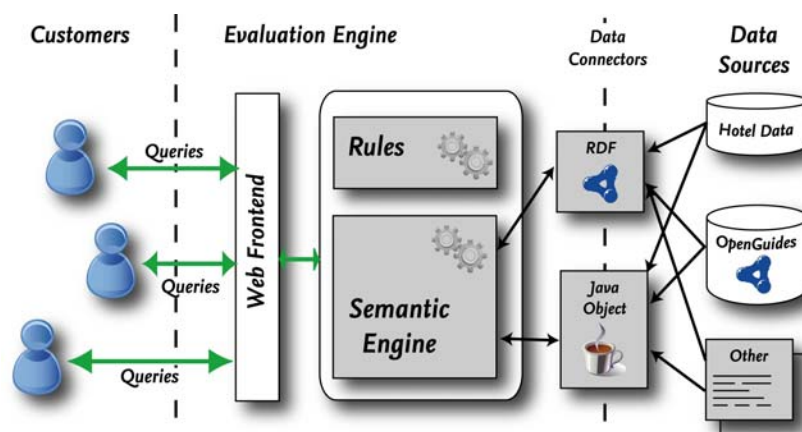 Customers
Evaluation Engine
Data
Connectors
Data
Sources
Queries
Queries
Queries
Web Frontend
Rules
Semantic
Engine
RDF
Java
Object
Hotel Data
OpenGuides
Other